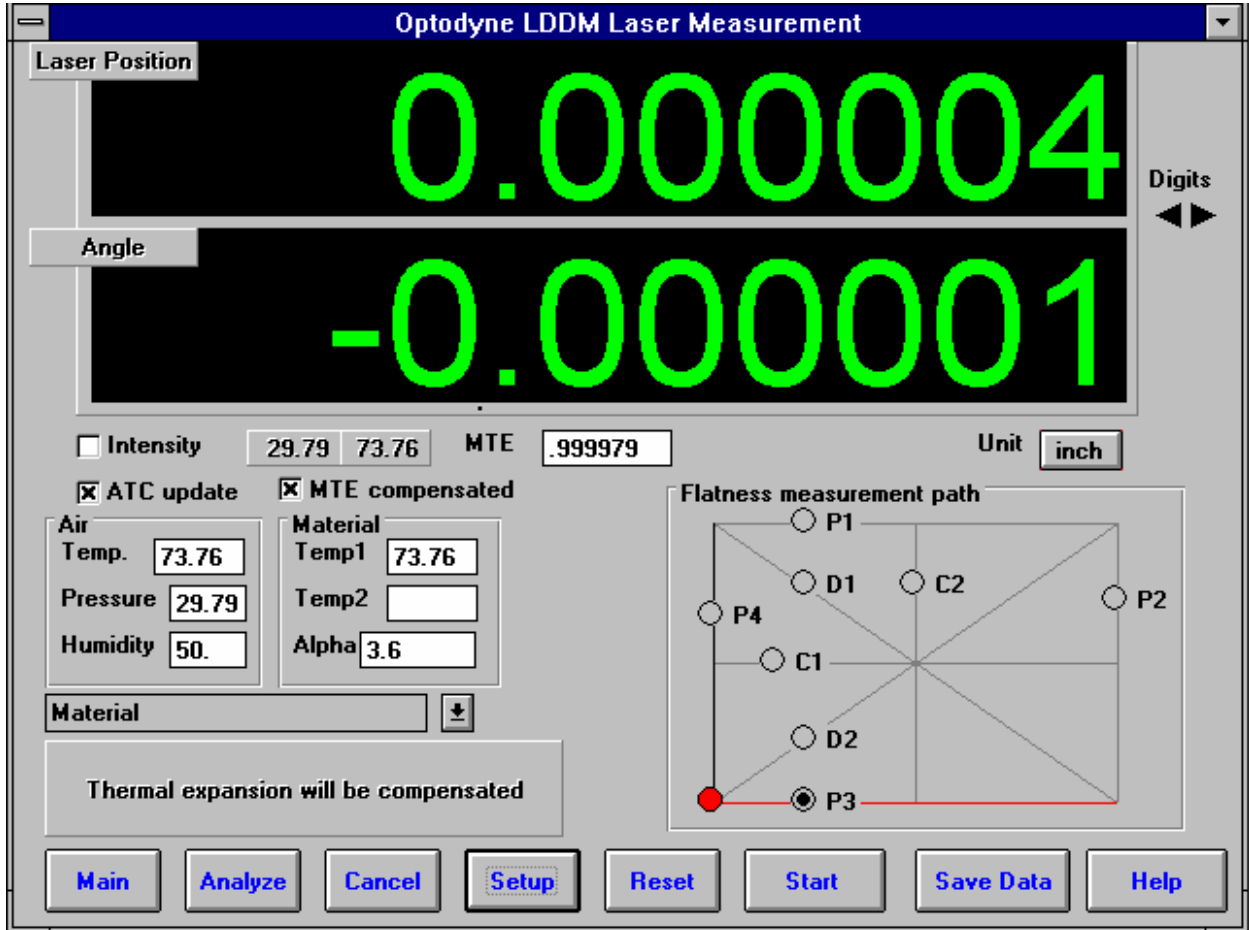 Optodyne LDDM Laser Measurement
Laser Position
0.000004
Digits
Angle
-0.000001
Intensity 29.79 73.76 MTE .999979 Unit inch
ATC update MTE compensated
Flatness measurement path
Air
Temp. 73.76
Pressure 29.79
Humidity 50.
Material
Temp1 73.76
Temp2
Alpha 3.6
P1
D1 C2
P2
P4
C1
D2
P3
Material
Thermal expansion will be compensated
Main Analyze Cancel Setup Reset Start Save Data Help